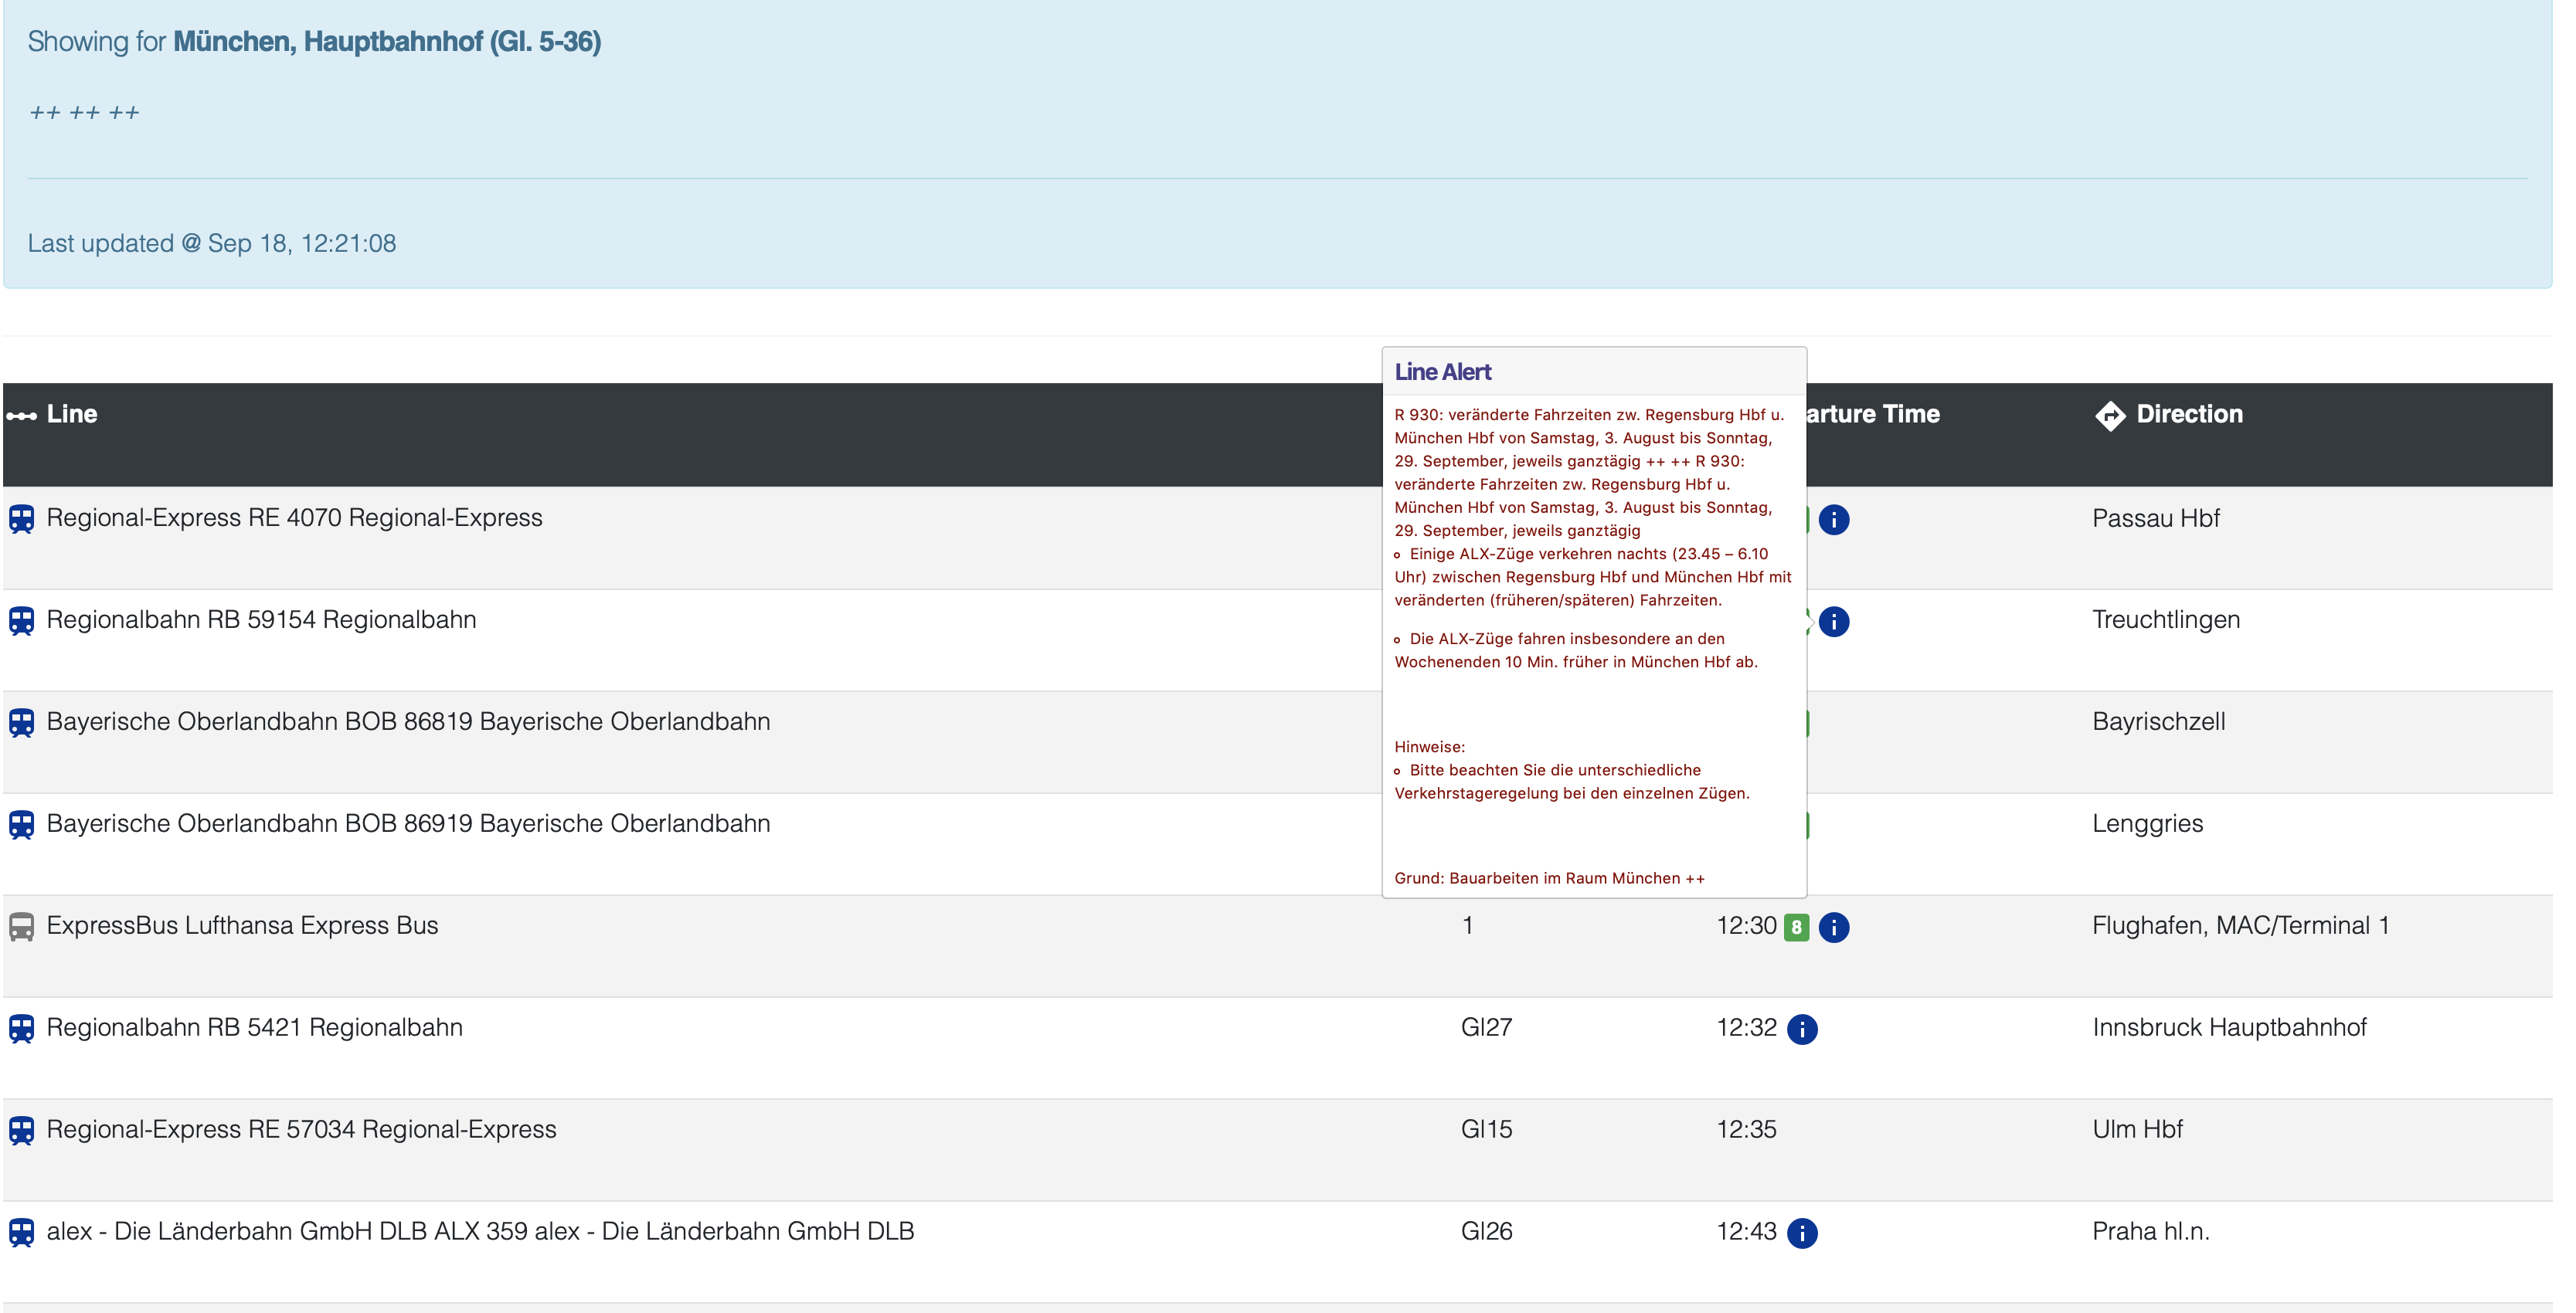 Showing for München, Hauptbahnhof (Gl. 5-36)
++ ++ ++
Last updated @ Sep 18, 12:21:08
Line
arture Time
Direction
Line Alert
R 930: veränderte Fahrzeiten zw. Regensburg Hbf u.
München Hbf von Samstag, 3. August bis Sonntag,
29. September, jeweils ganztägig ++ ++ R 930:
veränderte Fahrzeiten zw. Regensburg Hbf u.
München Hbf von Samstag, 3. August bis Sonntag,
29. September, jeweils ganztägig
Einige ALX-Züge verkehren nachts (23.45 – 6.10
Uhr) zwischen Regensburg Hbf und München Hbf mit
veränderten (früheren/späteren) Fahrzeiten.
Die ALX-Züge fahren insbesondere an den
Wochenenden 10 Min. früher in München Hbf ab.
Hinweise:
Bitte beachten Sie die unterschiedliche
Verkehrstageregelung bei den einzelnen Zügen.
Grund: Bauarbeiten im Raum München ++
Regional-Express RE 4070 Regional-Express Passau Hbf
Regionalbahn RB 59154 Regionalbahn Treuchtlingen
Bayerische Oberlandbahn BOB 86819 Bayerische Oberlandbahn Bayrischzell
Bayerische Oberlandbahn BOB 86919 Bayerische Oberlandbahn Lenggries
ExpressBus Lufthansa Express Bus 1 12:30 8 Flughafen, MAC/Terminal 1
Regionalbahn RB 5421 Regionalbahn Gl27 12:32 Innsbruck Hauptbahnhof
Regional-Express RE 57034 Regional-Express Gl15 12:35 Ulm Hbf
alex - Die Länderbahn GmbH DLB ALX 359 alex - Die Länderbahn GmbH DLB Gl26 12:43 Praha hl.n.